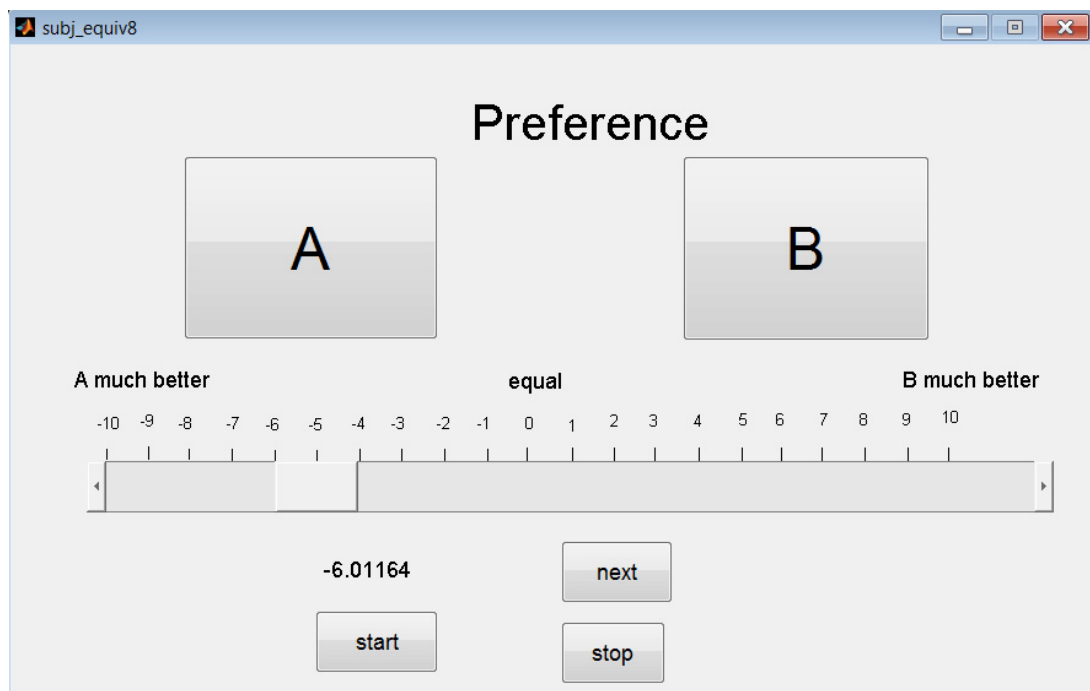 subj_equiv8
Preference
A B
A much better equal B much better
-10 -9 -8 -7 -6 -5 -4 -3 -2 -1 0 1 2 3 4 5 6 7 8 9 10
-6.01164 next
start stop